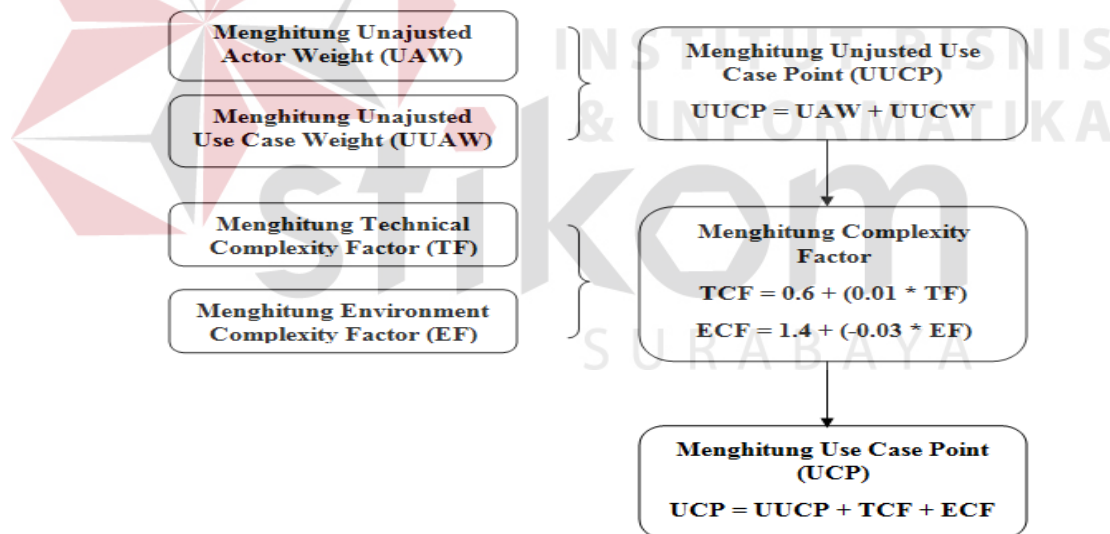 Menghitung Unajusted
Actor Weight (UAW)
Menghitung Unajusted
Use Case Weight (UUAW)
Menghitung Unjusted Use
Case Point (UUCP)
UUCP = UAW + UUCW
Menghitung Technical
Complexity Factor (TF)
Menghitung Environment
Complexity Factor (EF)
Menghitung Complexity
Factor
TCF = 0.6 + (0.01 * TF)
ECF = 1.4 + (-0.03 * EF)
Menghitung Use Case Point
(UCP)
UCP = UUCP + TCF + ECF
INSTITUT BISNIS
& INFORMATIKA
stikom
SURABAYA